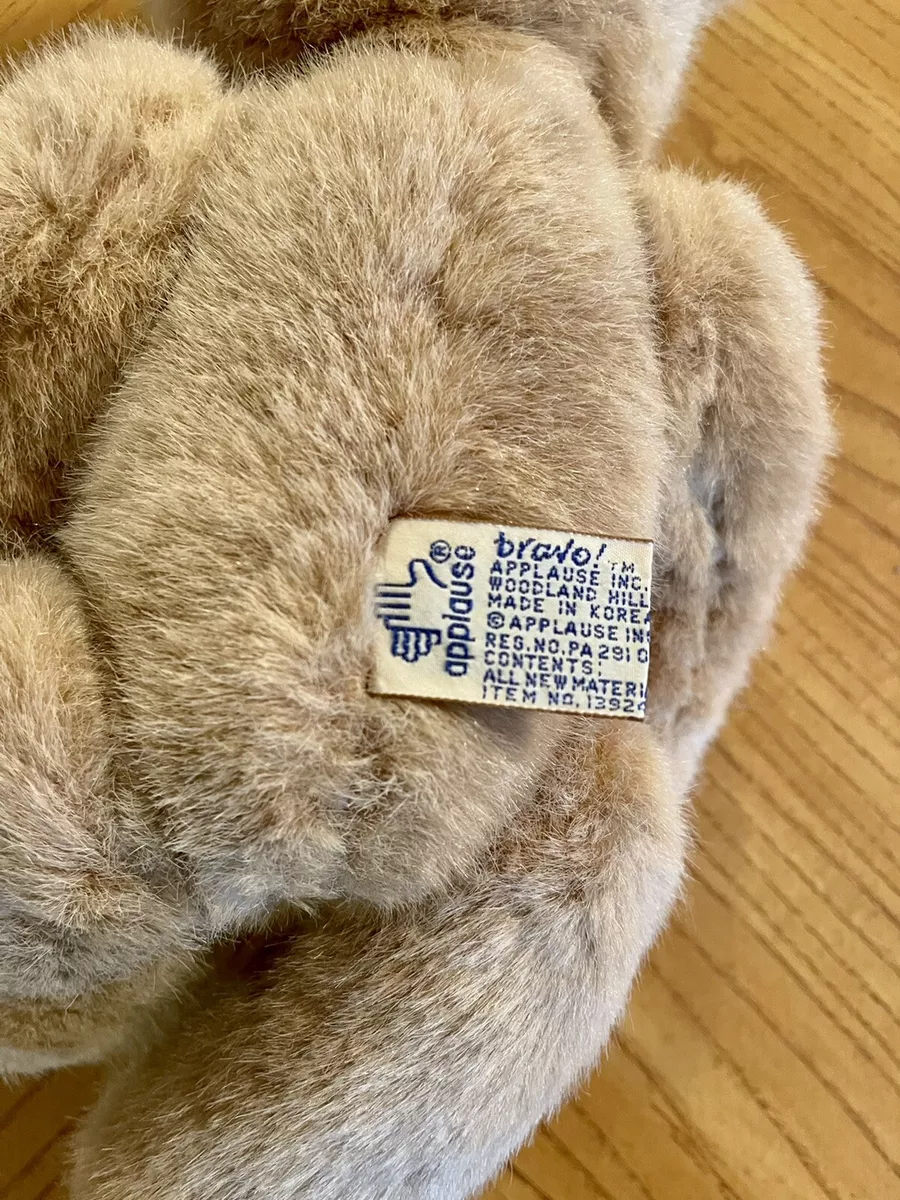 applause®
bravo!™
APPLAUSE INC.
WOODLAND HILL
MADE IN KOREA
© APPLAUSE IN
REG.NO.PA 291
CONTENTS:
ALL NEW MATERI
ITEM NO. 13924